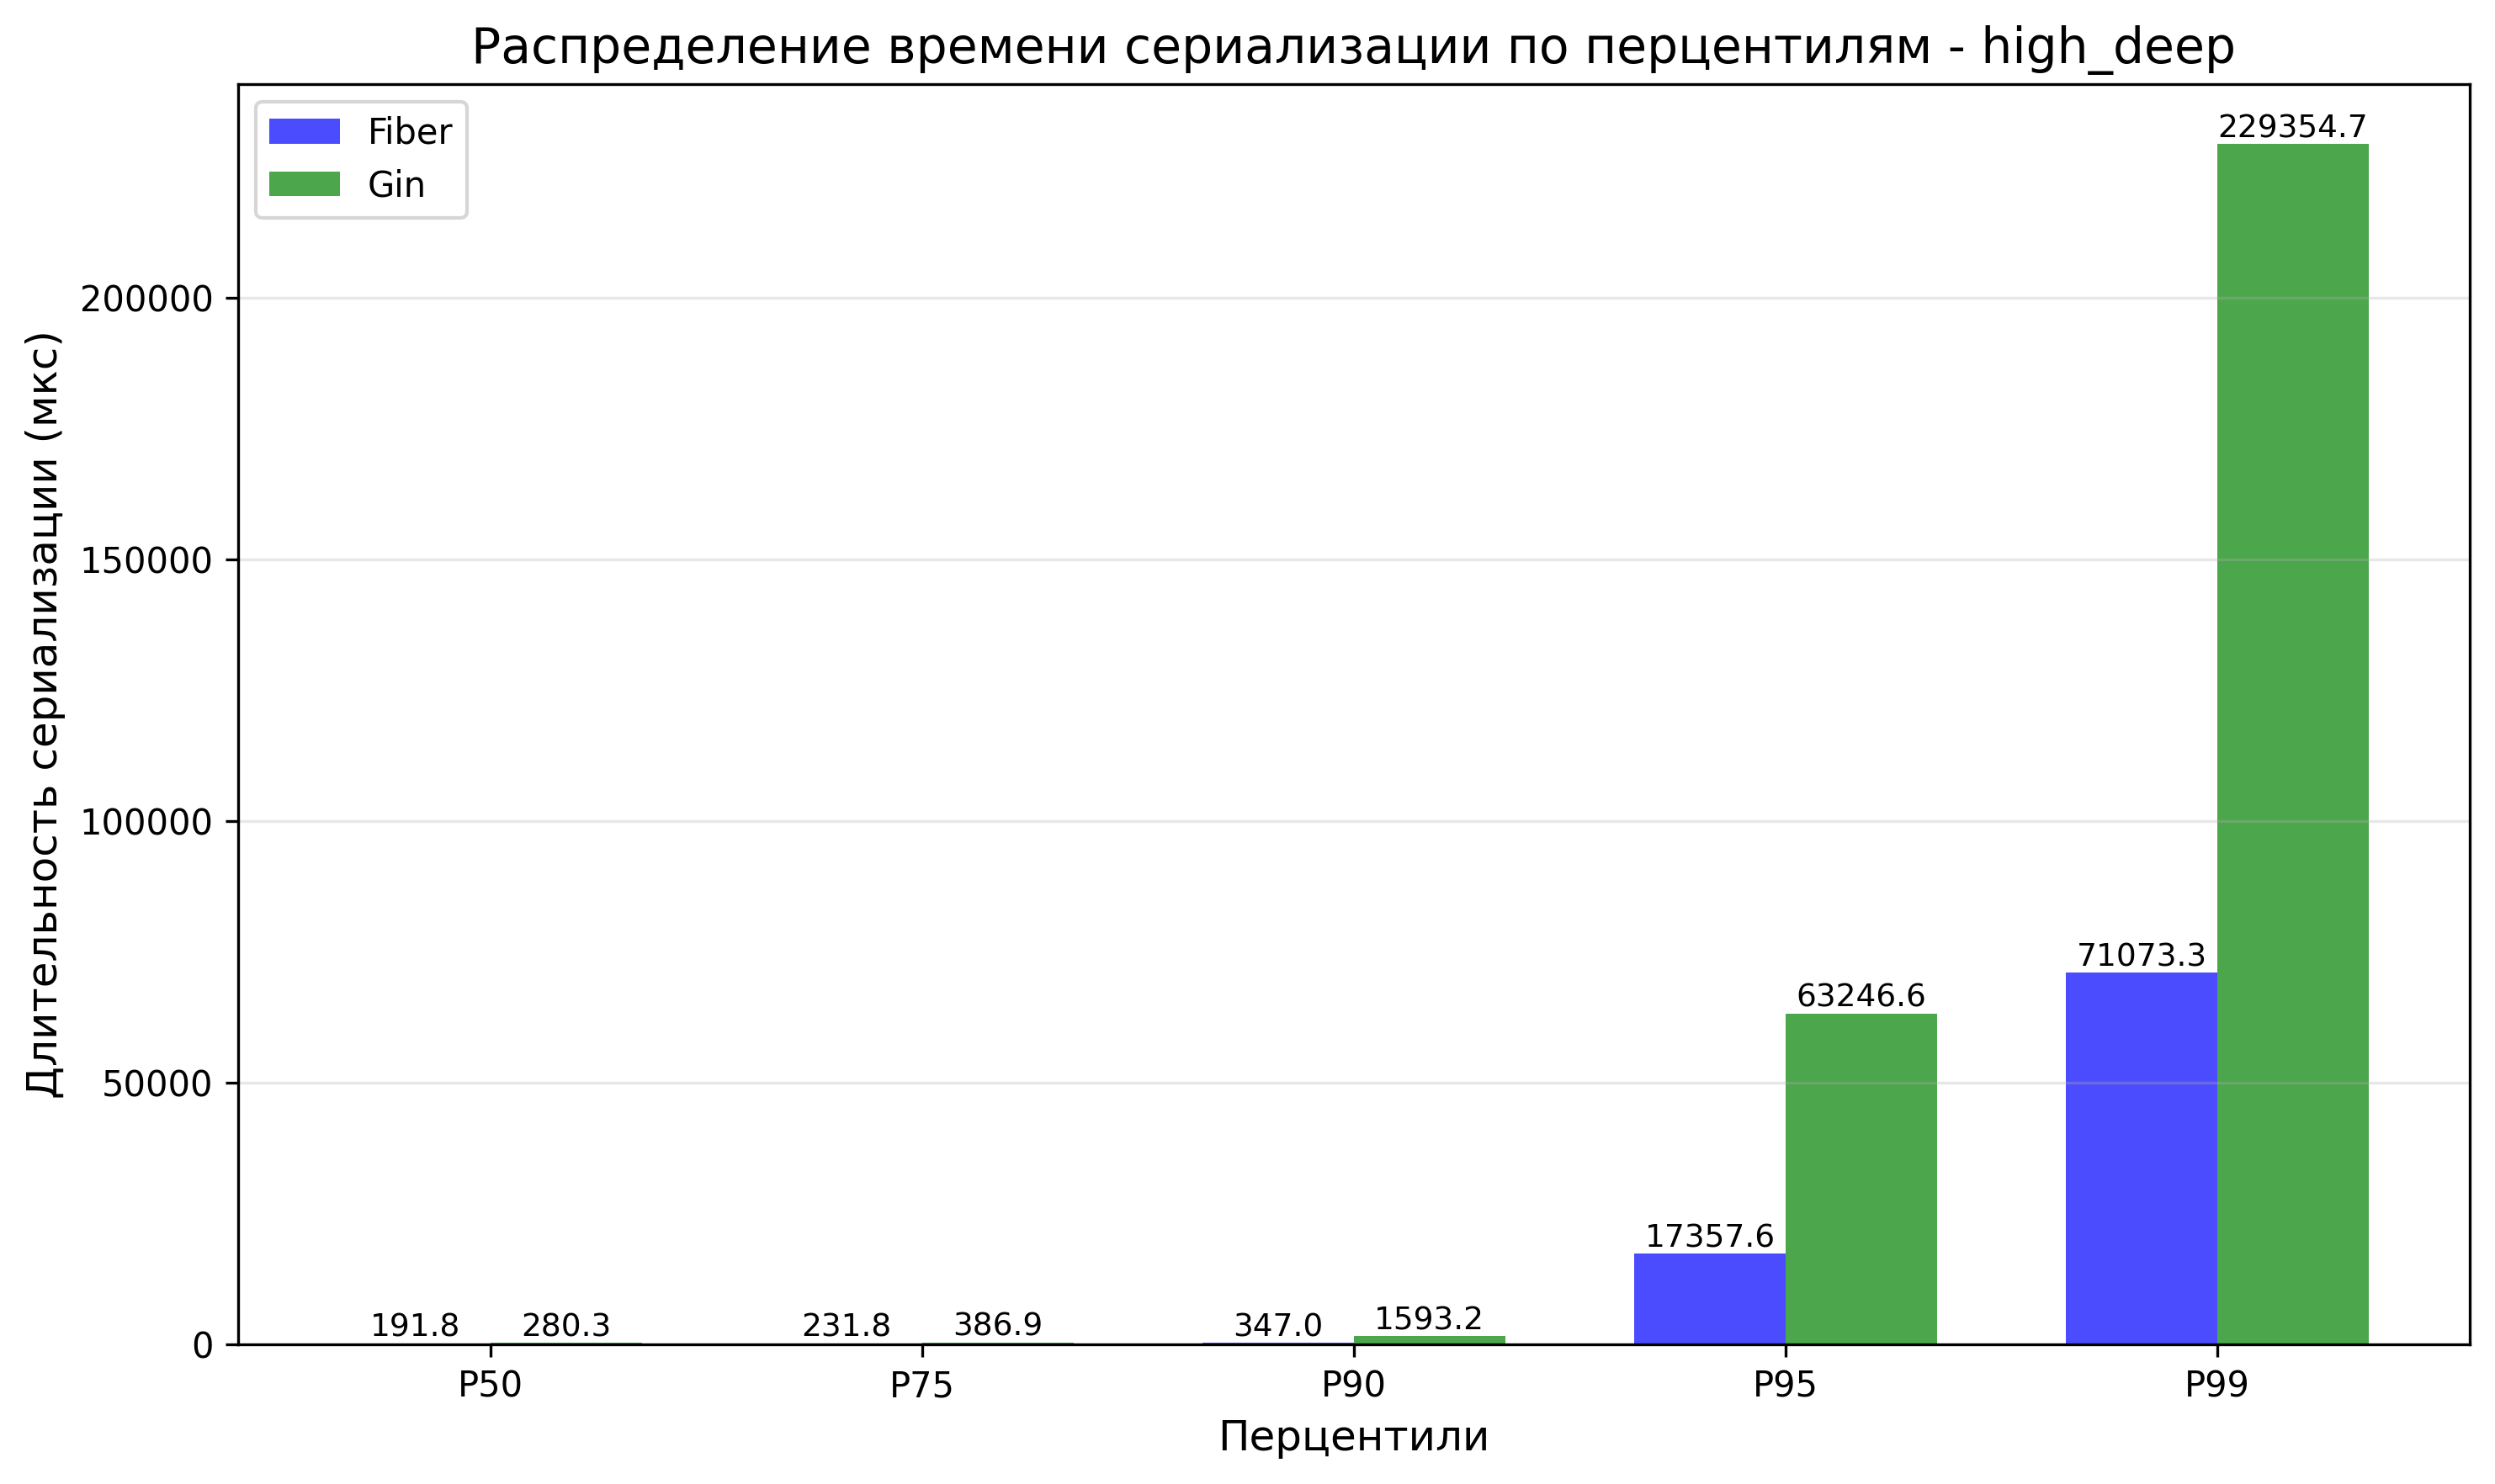 Распределение времени сериализации по перцентилям - high_deep
Fiber
Gin
Длительность сериализации (мкс)
200000
150000
100000
50000
0
191.8
280.3
231.8
386.9
347.0
1593.2
17357.6
63246.6
71073.3
229354.7
P50
P75
P90
P95
P99
Перцентили